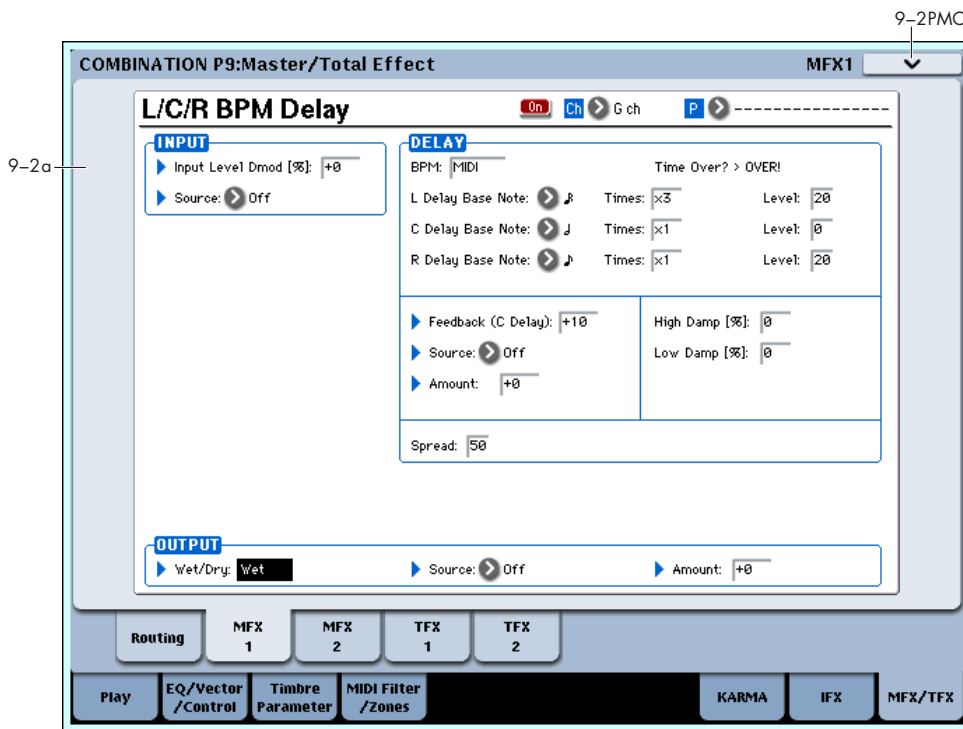 9–2PMC
COMBINATION P9:Master/Total Effect MFX1
L/C/R BPM Delay On Ch G ch P ----------------
9–2a
INPUT
Input Level Dmod [%]: +0
Source: Off
DELAY
BPM: MIDI Time Over? > OVER!
L Delay Base Note: Times: x3 Level: 20
C Delay Base Note: Times: x1 Level: 0
R Delay Base Note: Times: x1 Level: 20
Feedback (C Delay): +10 High Damp [%]: 0
Source: Off Low Damp [%]: 0
Amount: +0
Spread: 50
OUTPUT
Wet/Dry: Wet Source: Off Amount: +0
Routing MFX 1 MFX 2 TFX 1 TFX 2
Play EQ/Vector /Control Timbre Parameter MIDI Filter /Zones KARMA IFX MFX/TFX